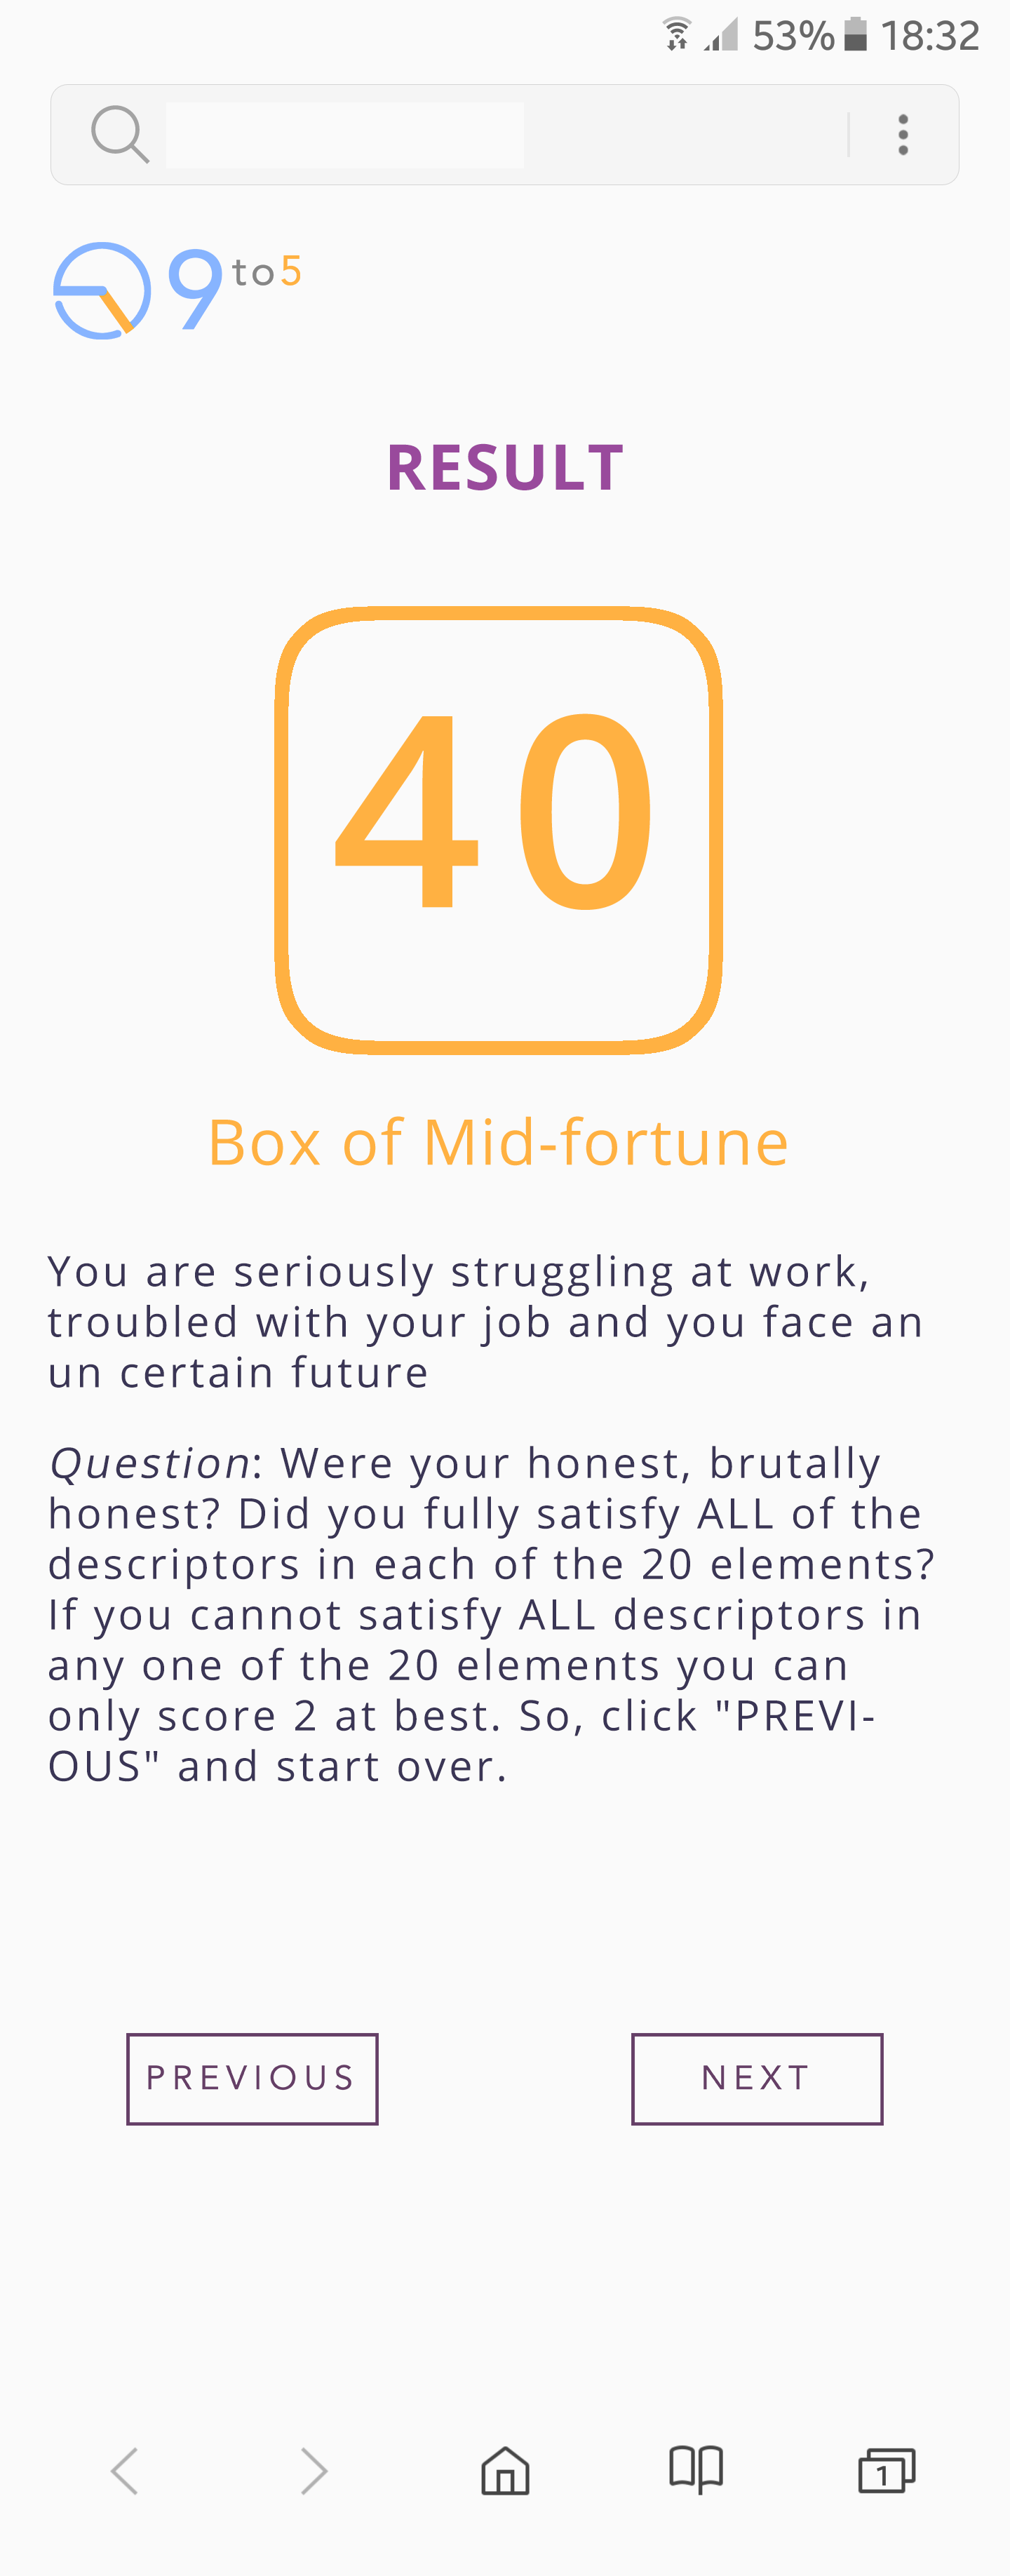 53% 18:32
9 to 5
RESULT
40
Box of Mid-fortune
You are seriously struggling at work,
troubled with your job and you face an
un certain future
Question: Were your honest, brutally
honest? Did you fully satisfy ALL of the
descriptors in each of the 20 elements?
If you cannot satisfy ALL descriptors in
any one of the 20 elements you can
only score 2 at best. So, click "PREVI-
OUS" and start over.
PREVIOUS NEXT
1